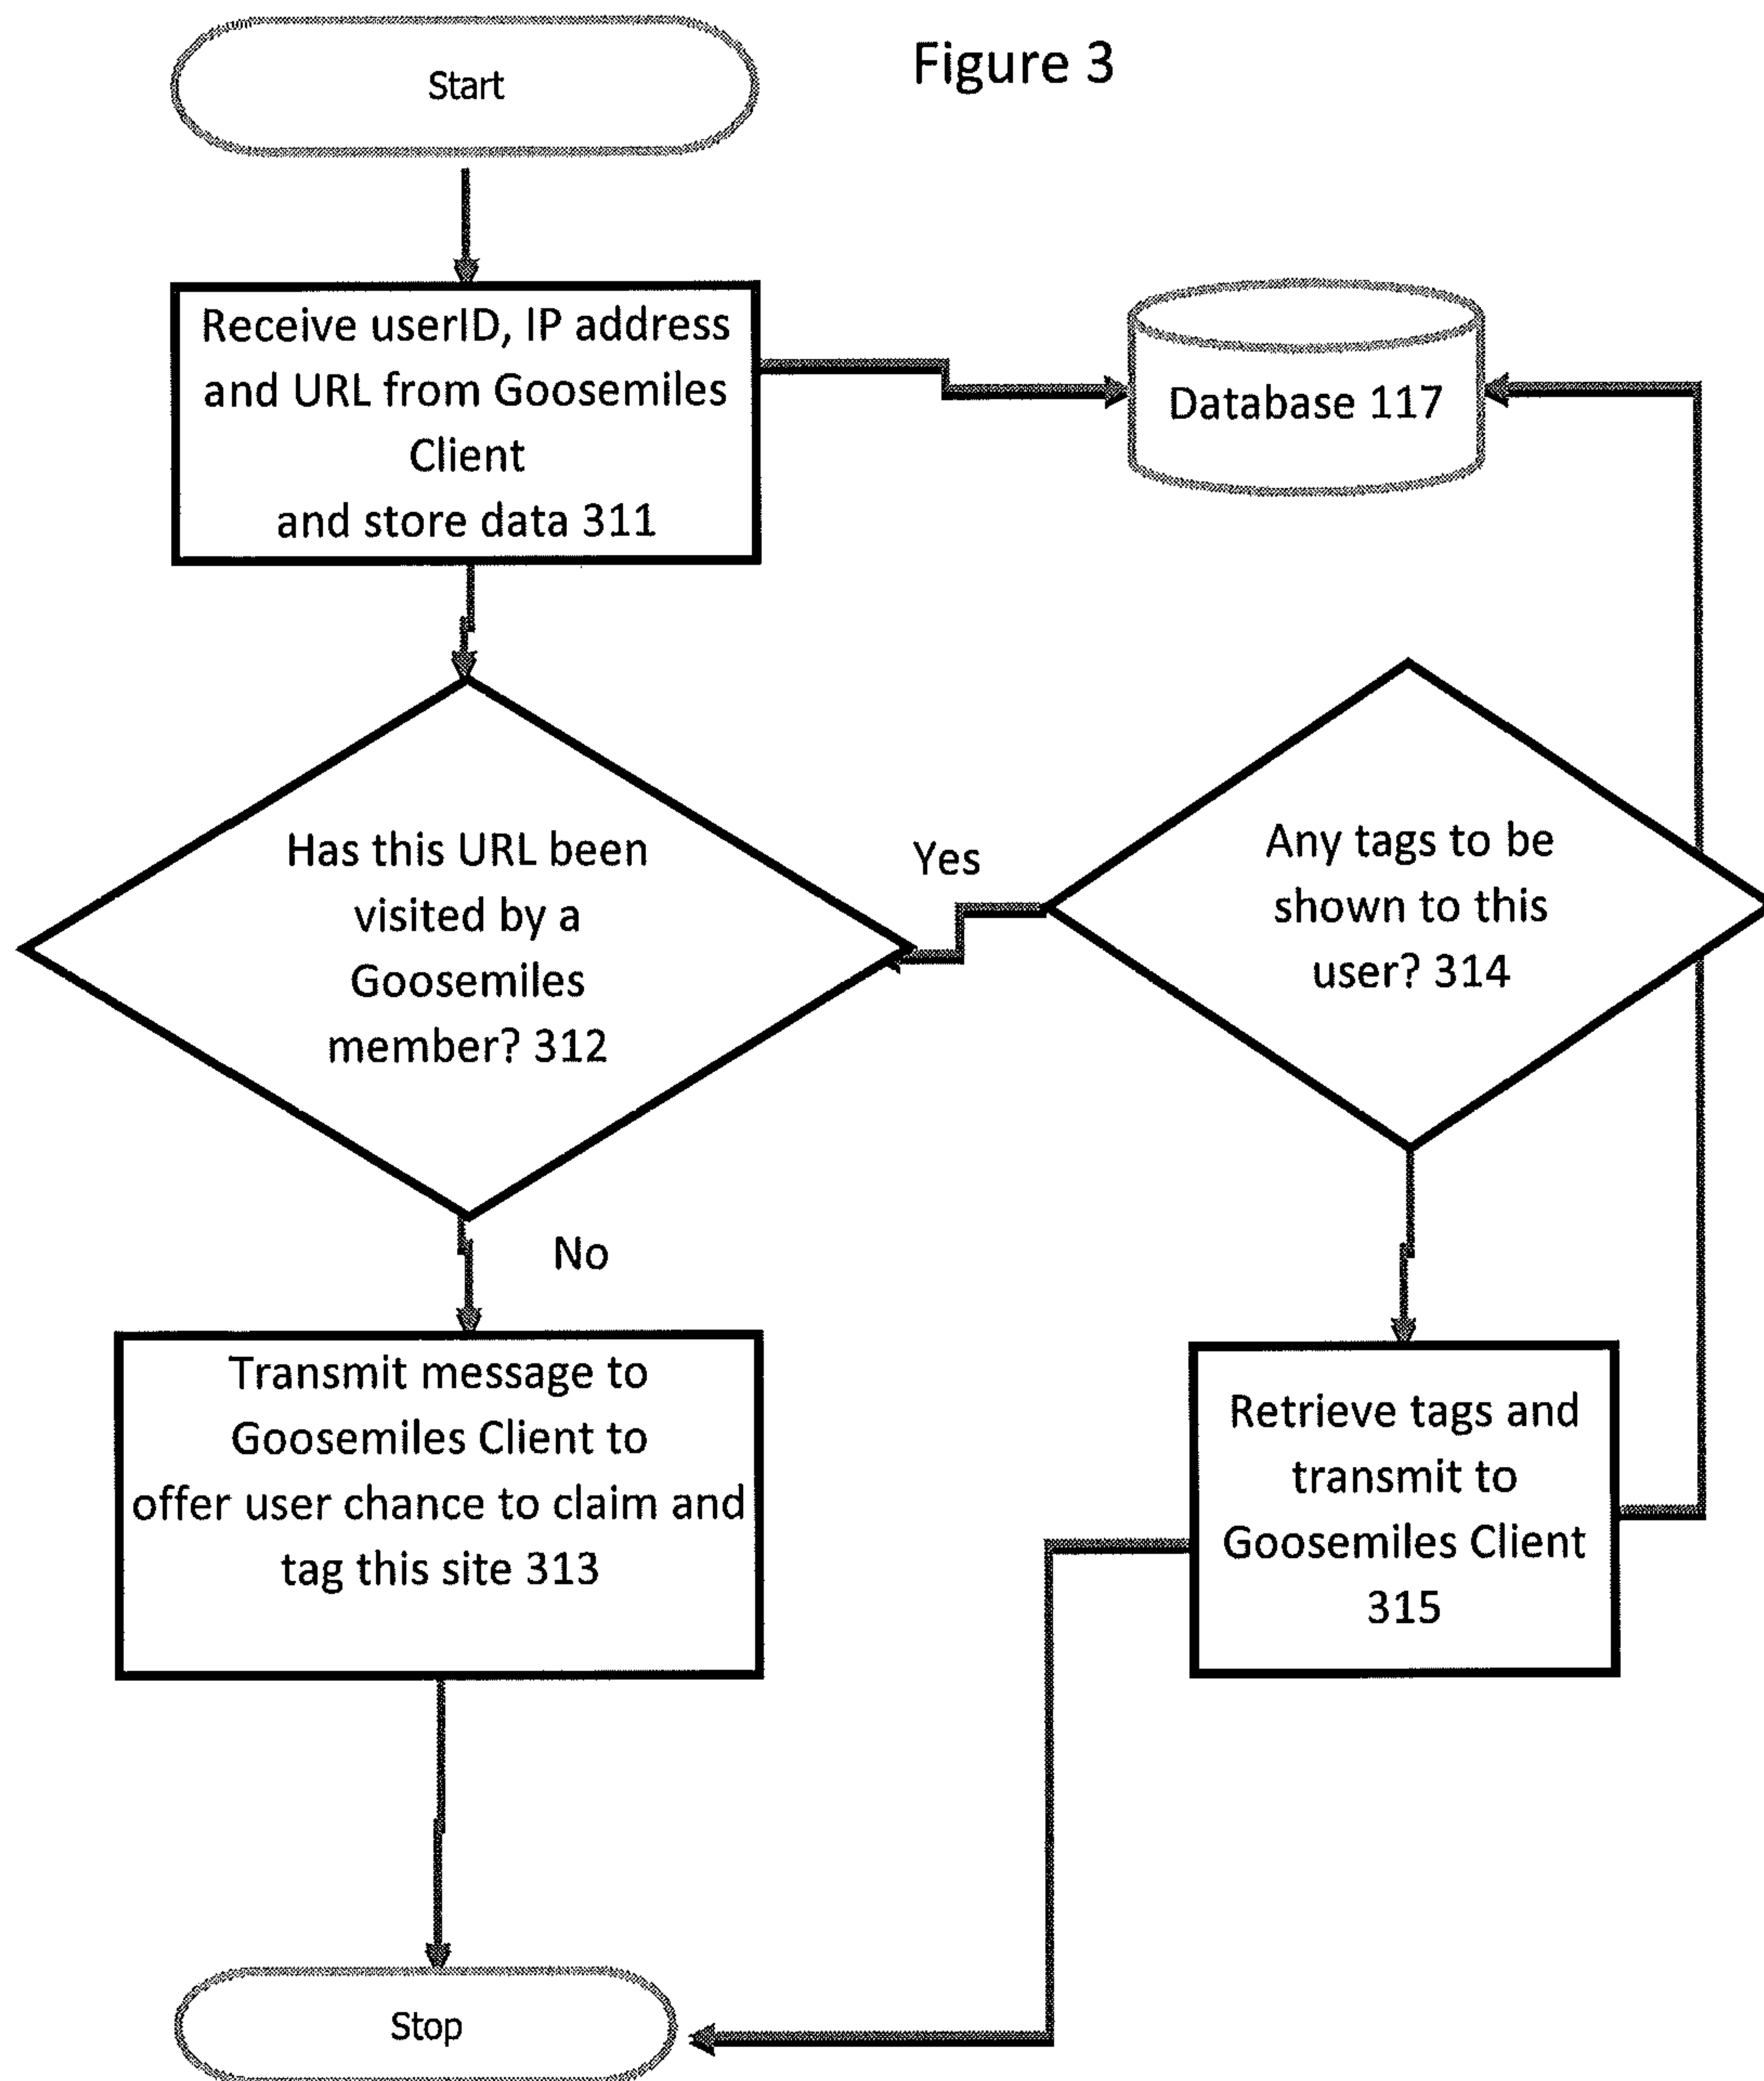 Figure 3
Start
Receive userID, IP address
and URL from Goosemiles
Client
and store data 311
Database 117
Has this URL been
visited by a
Goosemiles
member? 312
Yes
Any tags to be
shown to this
user? 314
No
Transmit message to
Goosemiles Client to
offer user chance to claim and
tag this site 313
Retrieve tags and
transmit to
Goosemiles Client
315
Stop